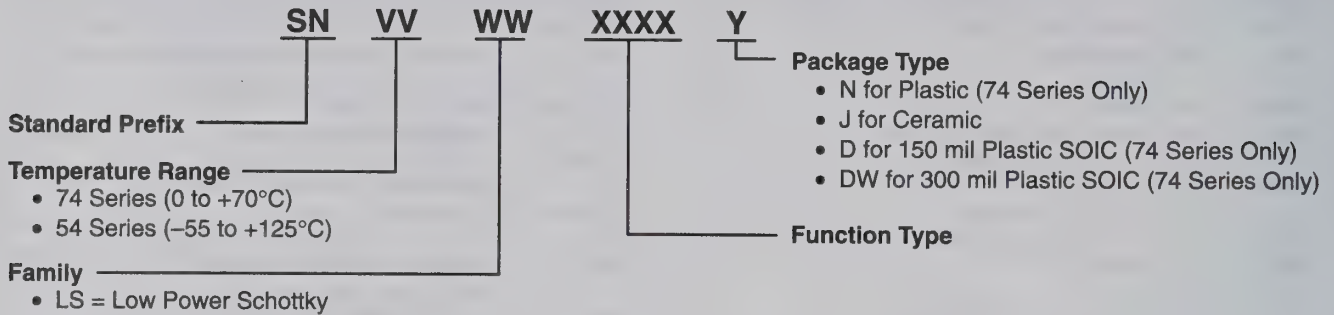 SN VV WW XXXX Y
Package Type
• N for Plastic (74 Series Only)
• J for Ceramic
• D for 150 mil Plastic SOIC (74 Series Only)
• DW for 300 mil Plastic SOIC (74 Series Only)
Function Type
Standard Prefix
Temperature Range
• 74 Series (0 to +70°C)
• 54 Series (–55 to +125°C)
Family
• LS = Low Power Schottky